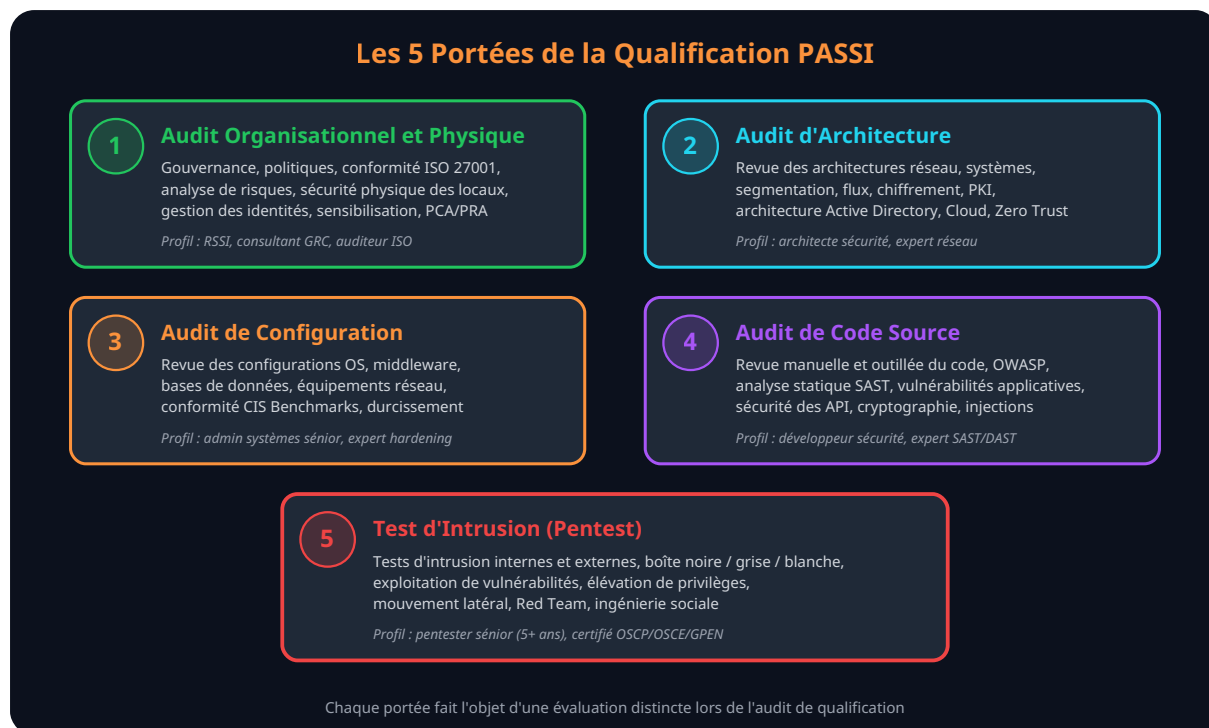 Les 5 Portées de la Qualification PASSI
1
Audit Organisationnel et Physique
Gouvernance, politiques, conformité ISO 27001,
analyse de risques, sécurité physique des locaux,
gestion des identités, sensibilisation, PCA/PRA
Profil : RSSI, consultant GRC, auditeur ISO
2
Audit d'Architecture
Revue des architectures réseau, systèmes,
segmentation, flux, chiffrement, PKI,
architecture Active Directory, Cloud, Zero Trust
Profil : architecte sécurité, expert réseau
3
Audit de Configuration
Revue des configurations OS, middleware,
bases de données, équipements réseau,
conformité CIS Benchmarks, durcissement
Profil : admin systèmes sénior, expert hardening
4
Audit de Code Source
Revue manuelle et outillée du code, OWASP,
analyse statique SAST, vulnérabilités applicatives,
sécurité des API, cryptographie, injections
Profil : développeur sécurité, expert SAST/DAST
5
Test d'Intrusion (Pentest)
Tests d'intrusion internes et externes, boîte noire / grise / blanche,
exploitation de vulnérabilités, élévation de privilèges,
mouvement latéral, Red Team, ingénierie sociale
Profil : pentester sénior (5+ ans), certifié OSCP/OSCE/GPEN
Chaque portée fait l'objet d'une évaluation distincte lors de l'audit de qualification